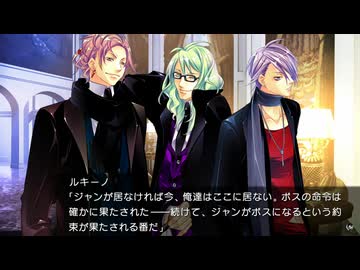 ルキーノ
「ジャンが居なければ今、俺達はここに居ない。ボスの命令は
確かに果たされた――続けて、ジャンがボスになるという約
束が果たされる番だ」